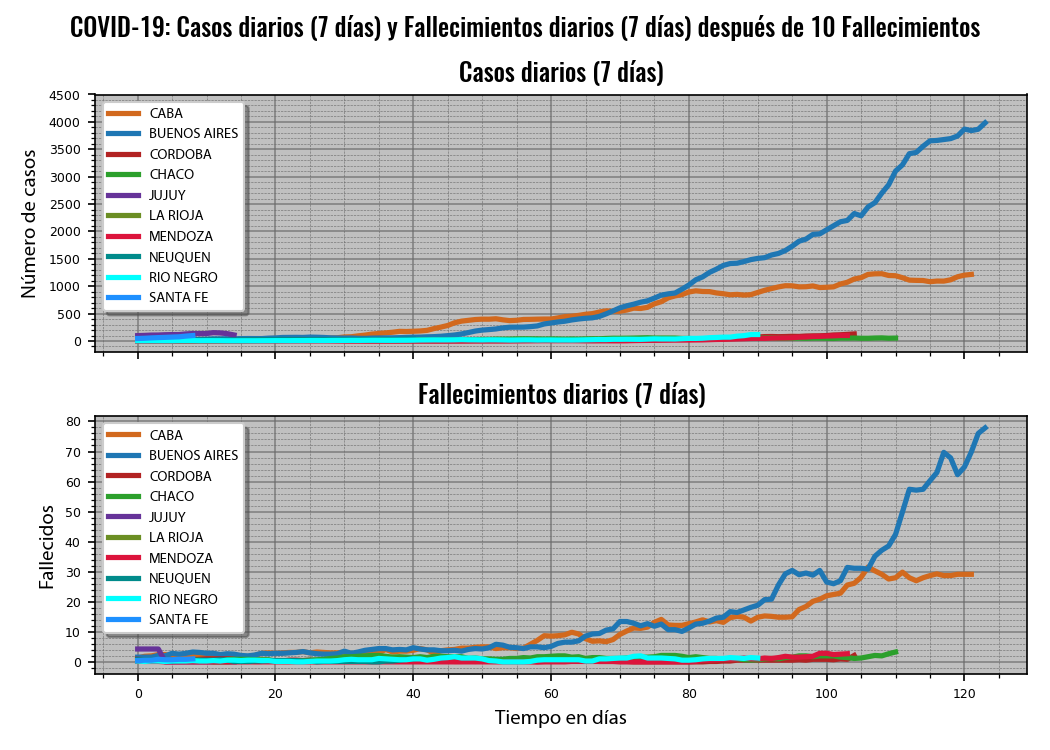 COVID-19: Casos diarios (7 días) y Fallecimientos diarios (7 días) después de 10 Fallecimientos
Casos diarios (7 días)
Número de casos
4500
4000
3500
3000
2500
2000
1500
1000
500
0
CABA
BUENOS AIRES
CORDOBA
CHACO
JUJUY
LA RIOJA
MENDOZA
NEUQUEN
RIO NEGRO
SANTA FE
Fallecimientos diarios (7 días)
Fallecidos
80
70
60
50
40
30
20
10
0
CABA
BUENOS AIRES
CORDOBA
CHACO
JUJUY
LA RIOJA
MENDOZA
NEUQUEN
RIO NEGRO
SANTA FE
0 20 40 60 80 100 120
Tiempo en días